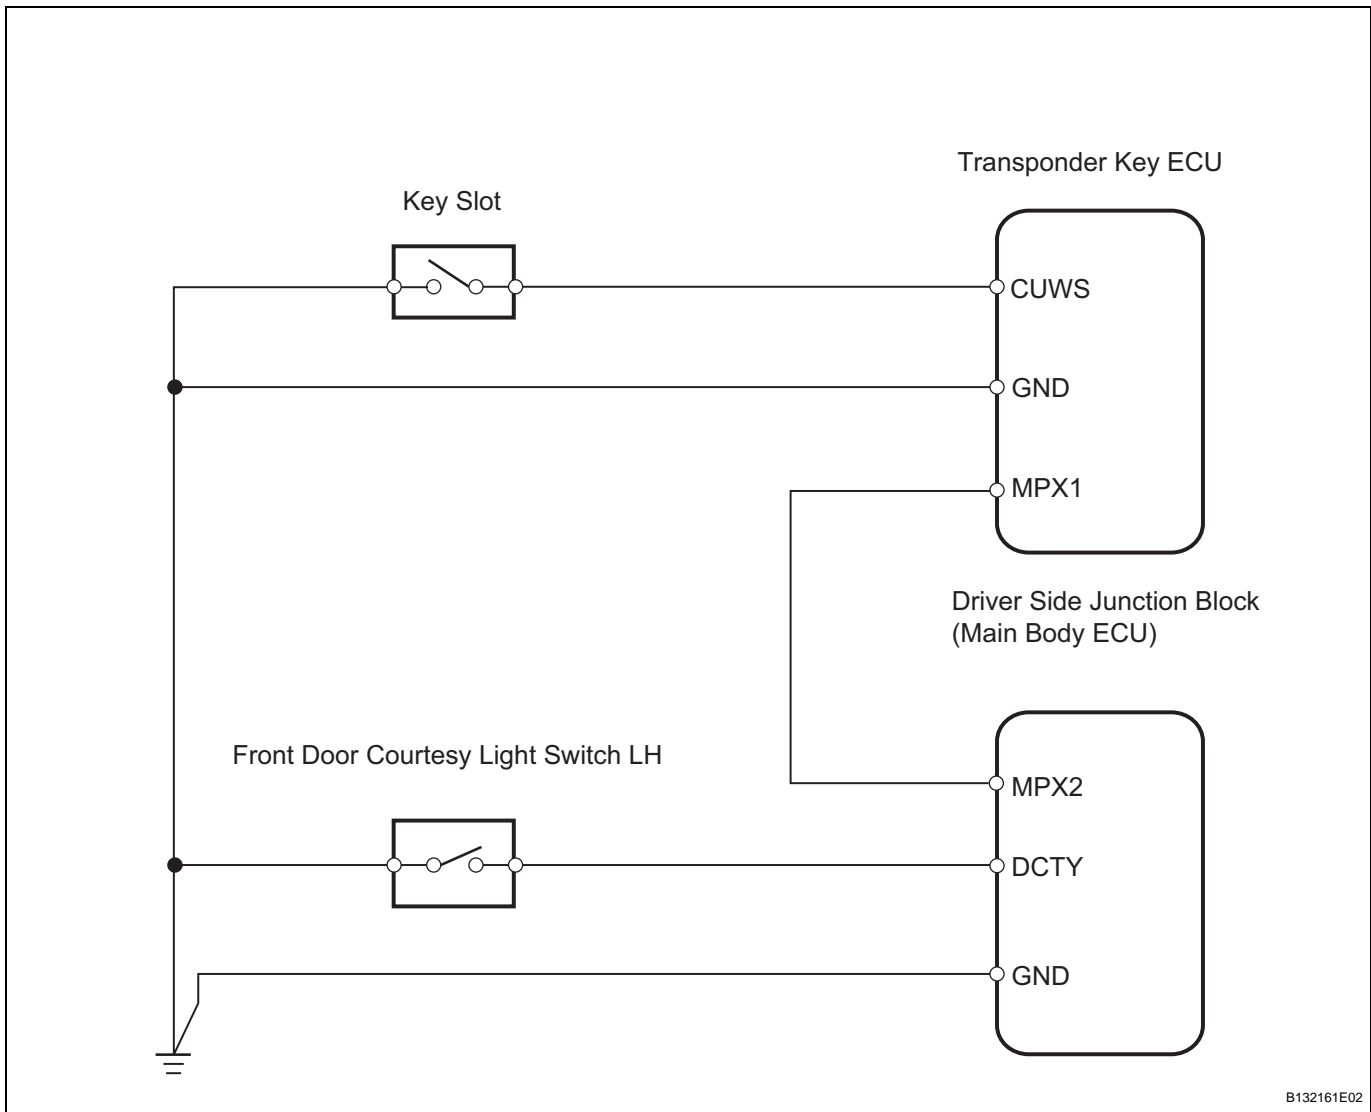 Transponder Key ECU
Key Slot
CUWS
GND
MPX1
Driver Side Junction Block
(Main Body ECU)
Front Door Courtesy Light Switch LH
MPX2
DCTY
GND
B132161E02